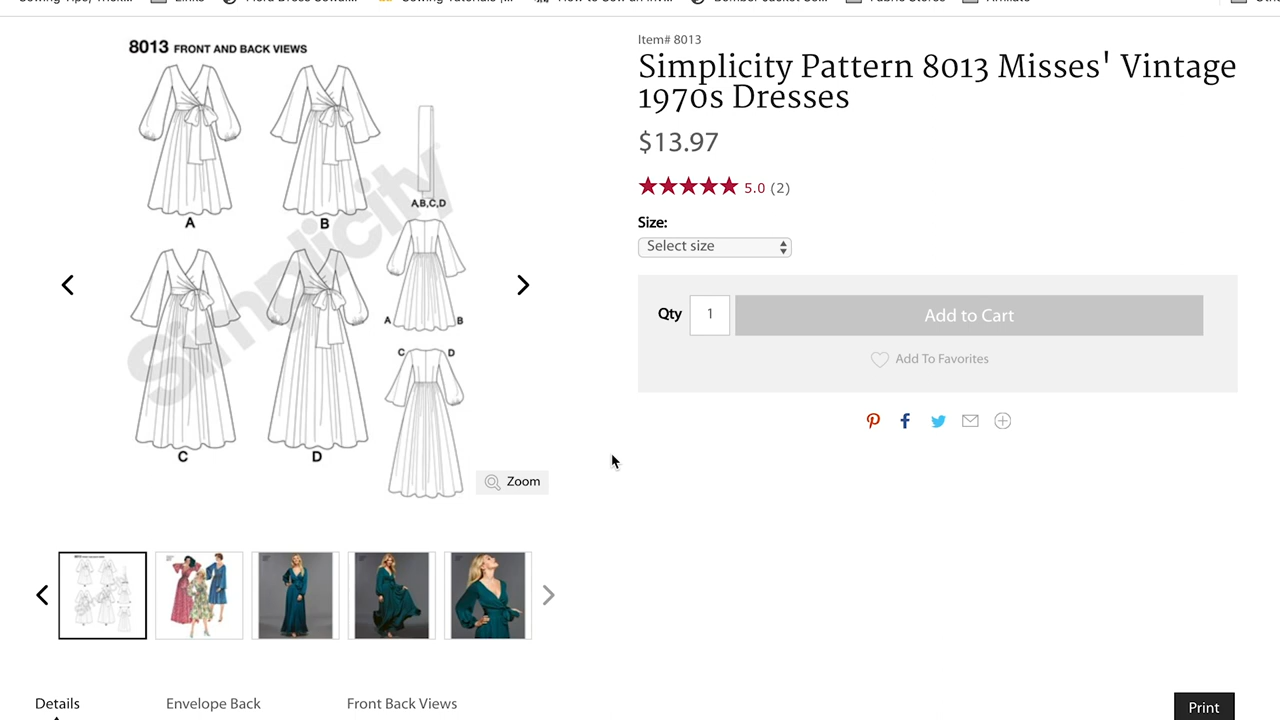 8013 FRONT AND BACK VIEWS
A
B
A,B,C,D
A
B
C
D
C
D
Simplicity
Zoom
Item# 8013
Simplicity Pattern 8013 Misses' Vintage
1970s Dresses
$13.97
5.0 (2)
Size:
Select size
Qty
1
Add to Cart
Add To Favorites
Details
Envelope Back
Front Back Views
Print